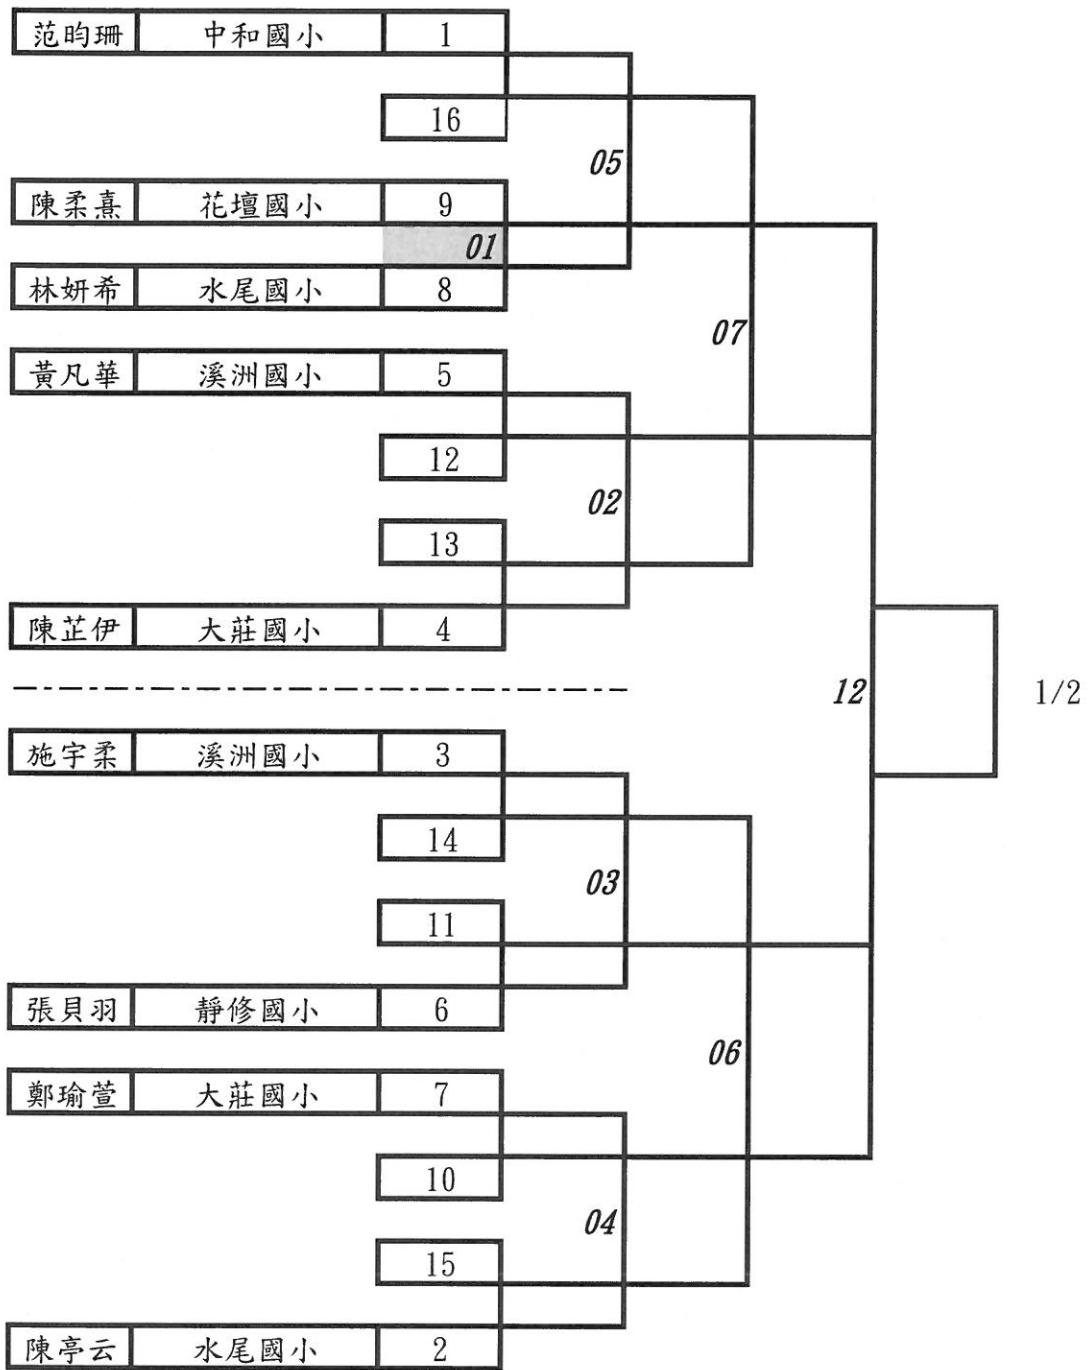 范昀珊 中和國小 1
16
05
陳柔熹 花壇國小 9
01
林妍希 水尾國小 8
07
黃凡華 溪洲國小 5
12
02
13
陳芷伊 大莊國小 4
12 1/2
施宇柔 溪洲國小 3
14
03
11
張貝羽 靜修國小 6
06
鄭瑜萱 大莊國小 7
10
04
15
陳亭云 水尾國小 2